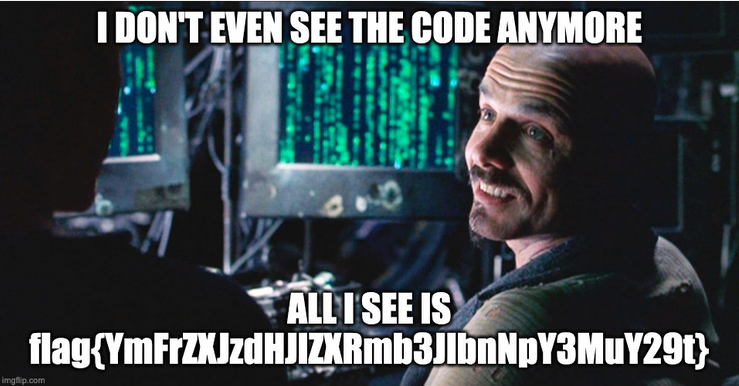 I DON'T EVEN SEE THE CODE ANYMORE
ALL I SEE IS
flag{YmFrZXJzdHJlZXRmb3JlbnNpY3MuY29t}
imgflip.com